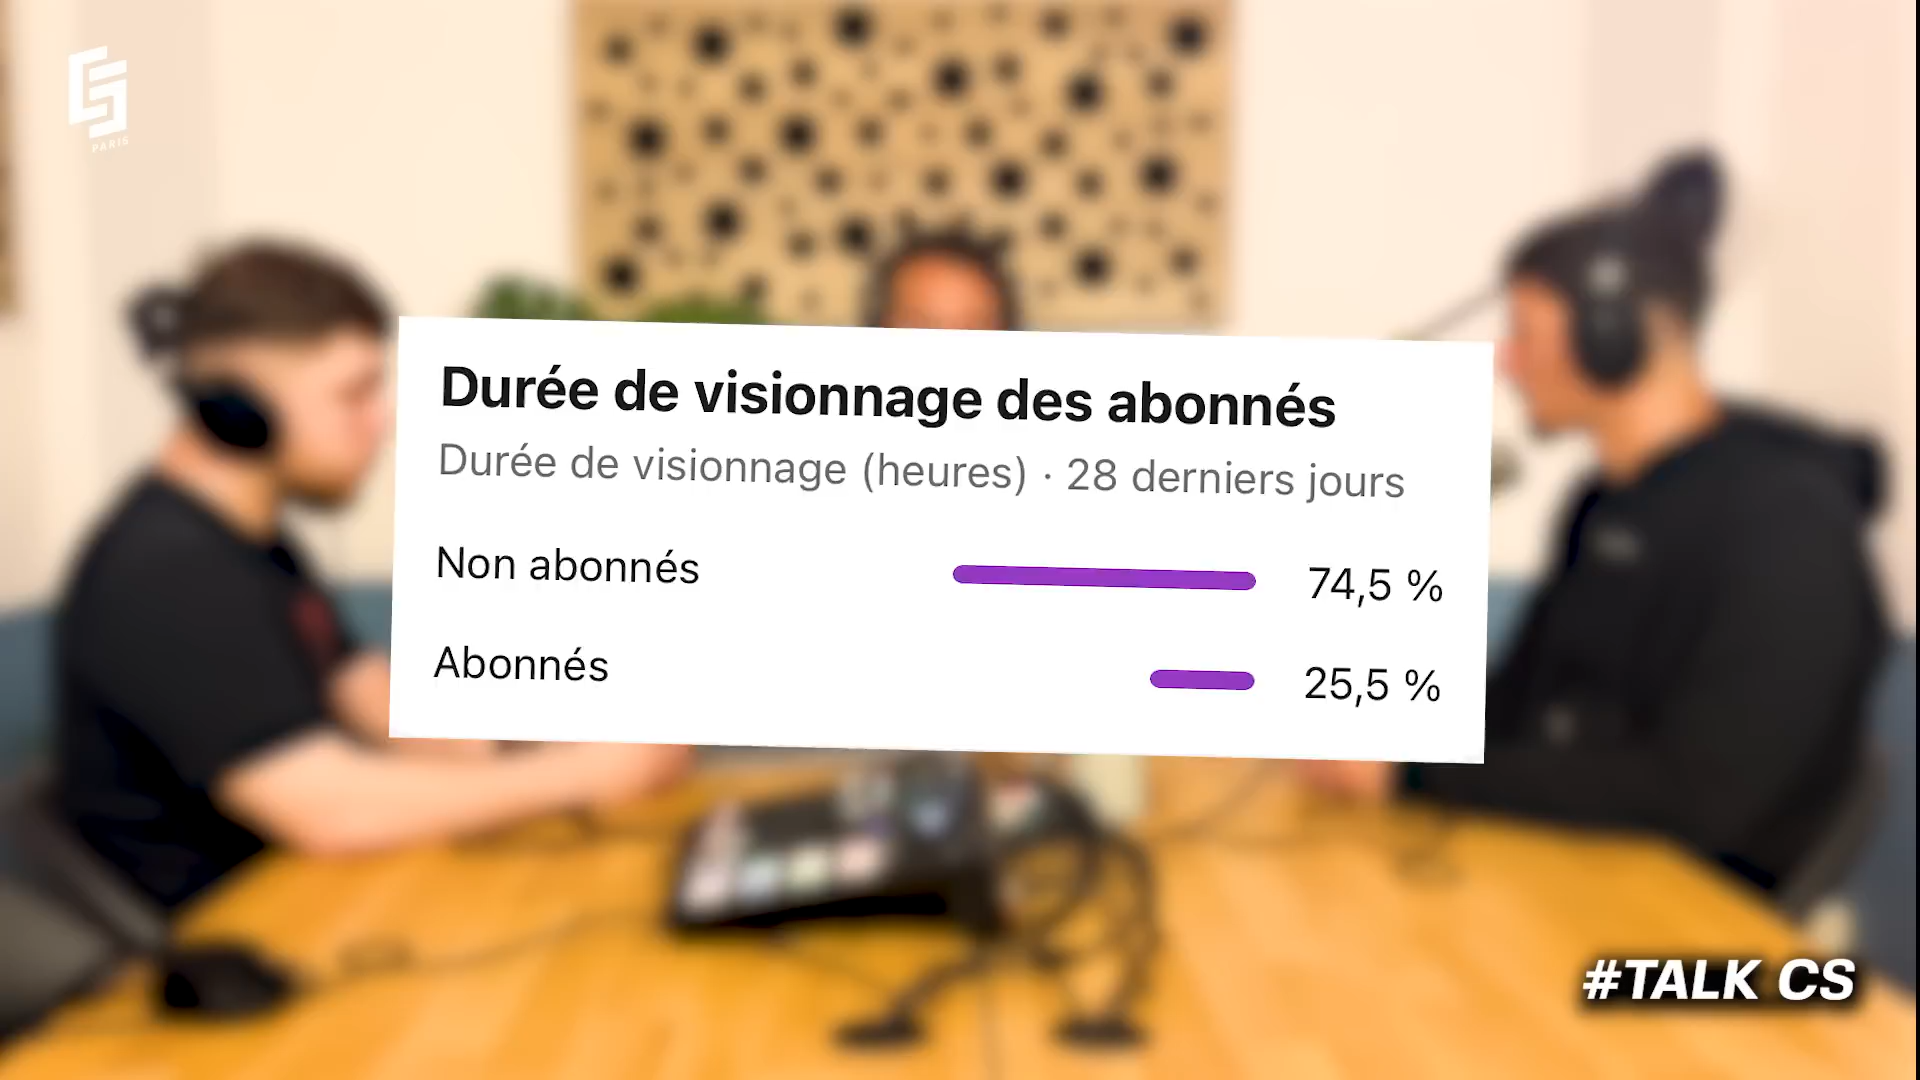 PARIS
Durée de visionnage des abonnés
Durée de visionnage (heures) · 28 derniers jours
Non abonnés 74,5 %
Abonnés 25,5 %
#TALK CS